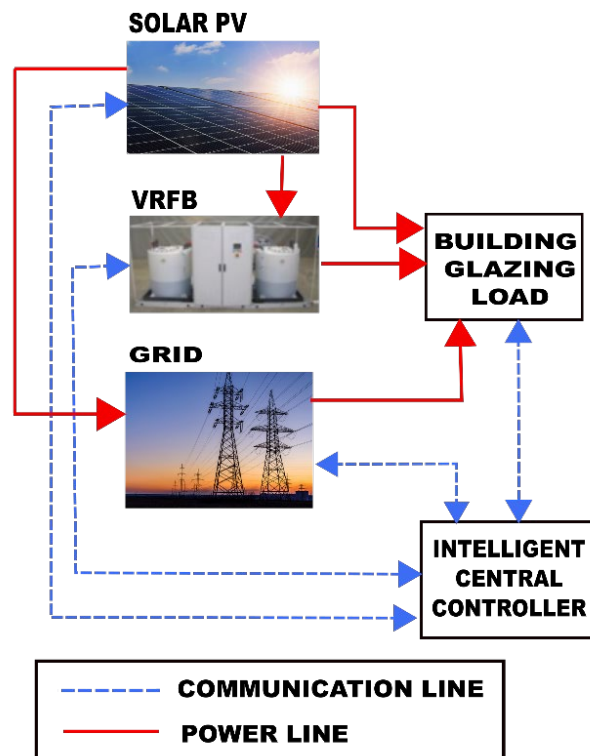 SOLAR PV
VRFB
BUILDING
GLAZING
LOAD
GRID
INTELLIGENT
CENTRAL
CONTROLLER
COMMUNICATION LINE
POWER LINE